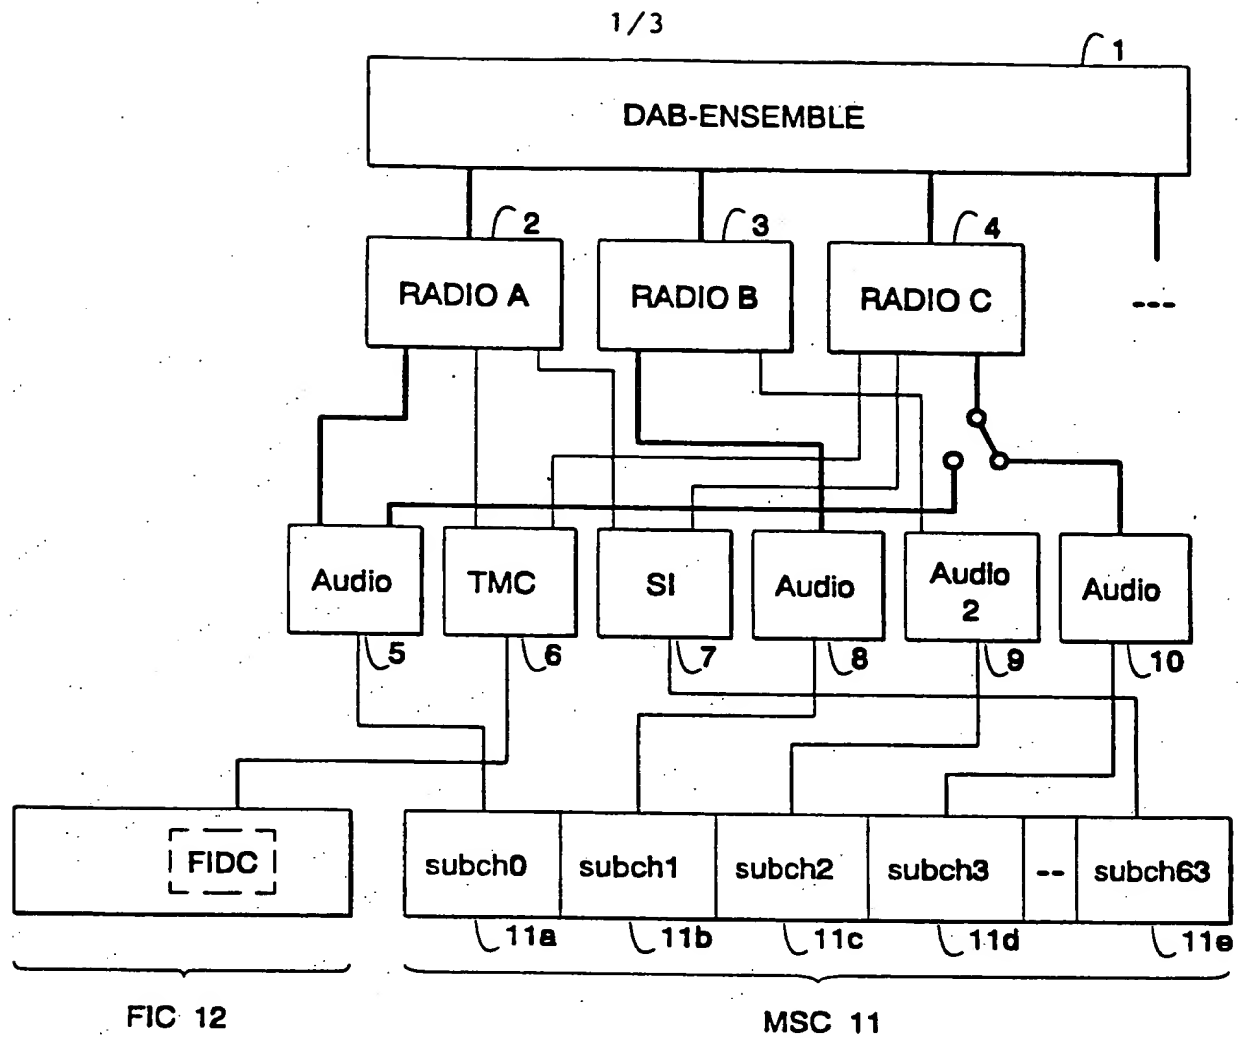 1/3
1
DAB-ENSEMBLE
2
3
4
RADIO A
RADIO B
RADIO C
---
Audio
TMC
SI
Audio
Audio
2
Audio
5
6
7
8
9
10
FIDC
subch0
subch1
subch2
subch3
--
subch63
11a
11b
11c
11d
11e
FIC 12
MSC 11